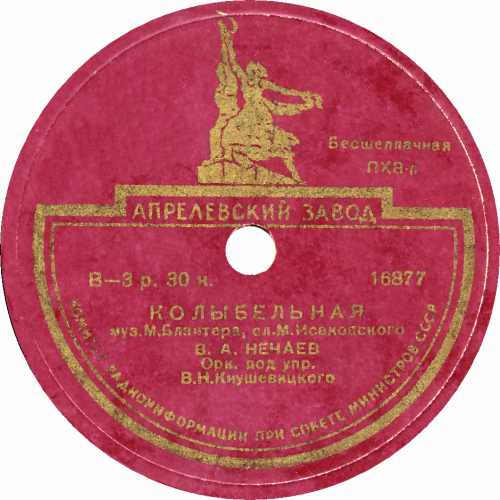 Бесшеллачная
пхв-п
АПРЕЛЕВСКИЙ ЗАВОД
В—3 р. 30 к.
16877
КОЛЫБЕЛЬНАЯ
муз. М. Блантера, сл. М. Исаковского
В. А. НЕЧАЕВ
Орк. под упр.
В. Н. Кнушевицкого
КОМИТЕТ РАДИОИНФОРМАЦИИ ПРИ СОВЕТЕ МИНИСТРОВ СССР